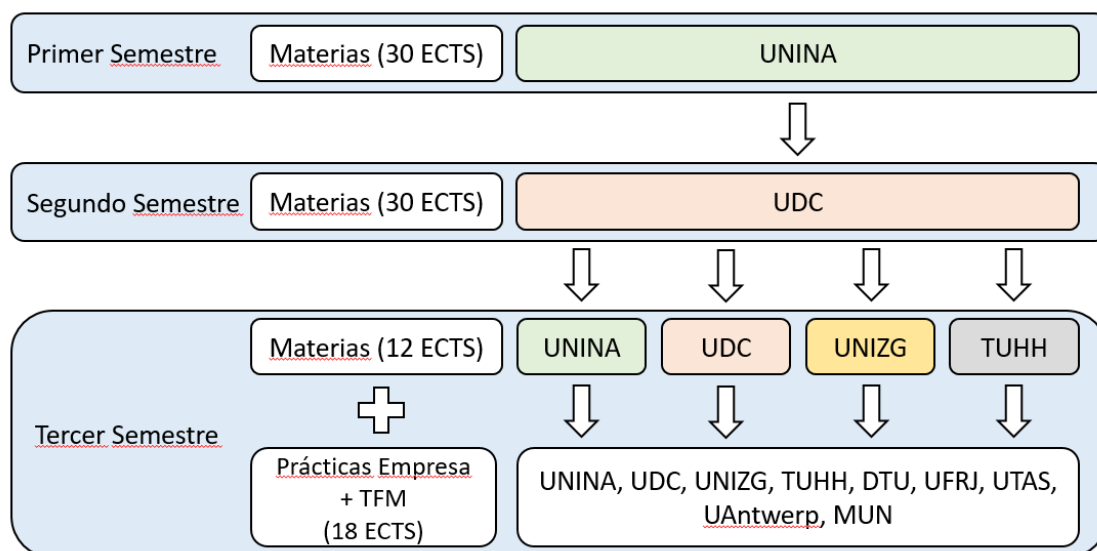 Primer Semestre
Materias (30 ECTS)
UNINA
Segundo Semestre
Materias (30 ECTS)
UDC
Materias (12 ECTS)
UNINA
UDC
UNIZG
TUHH
Tercer Semestre
Prácticas Empresa
+ TFM
(18 ECTS)
UNINA, UDC, UNIZG, TUHH, DTU, UFRJ, UTAS,
UAntwerp, MUN